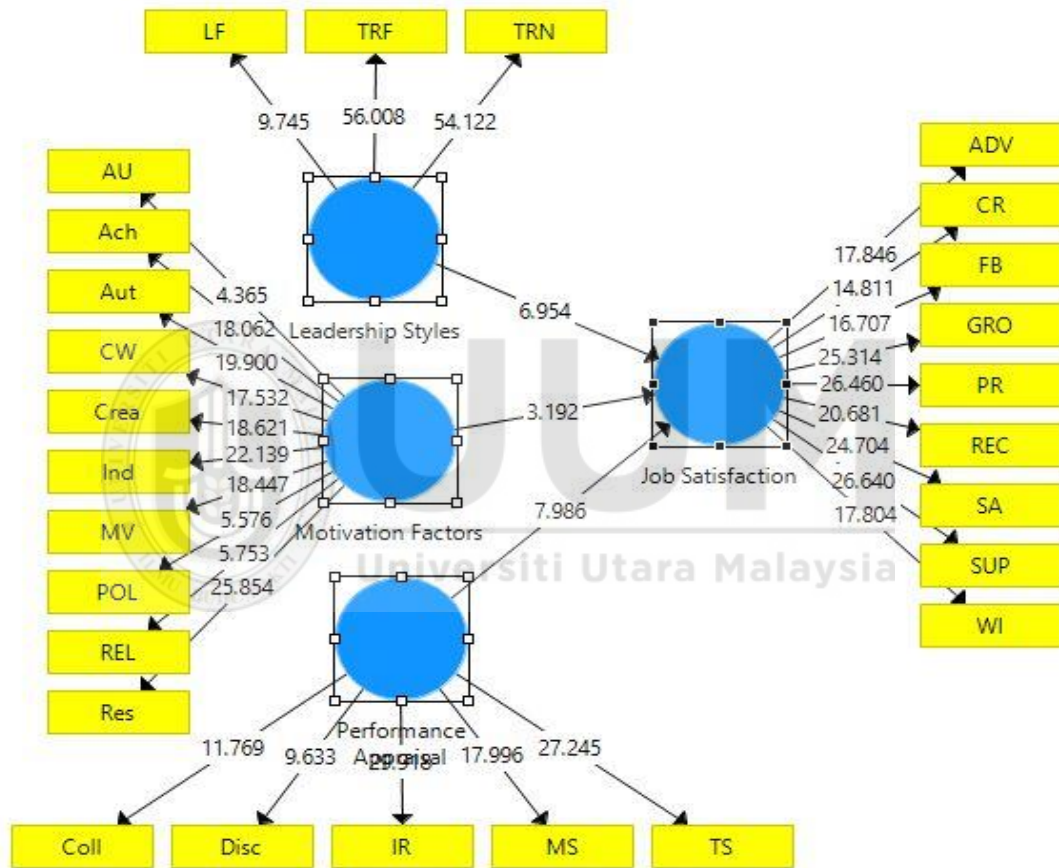 LF TRF TRN
9.745 56.008 54.122
AU
Ach
Aut
CW
Crea
Ind
MV
POL
REL
Res
4.365
18.062
19.900
17.532
18.621
22.139
18.447
5.576
5.753
25.854
Leadership Styles
Motivation Factors
Performance
Appraisal
6.954
3.192
7.986
Job Satisfaction
17.846
14.811
16.707
25.314
26.460
20.681
24.704
26.640
17.804
ADV
CR
FB
GRO
PR
REC
SA
SUP
WI
11.769 9.633 17.996 27.245
Coll Disc IR MS TS
UUM
Universiti Utara Malaysia